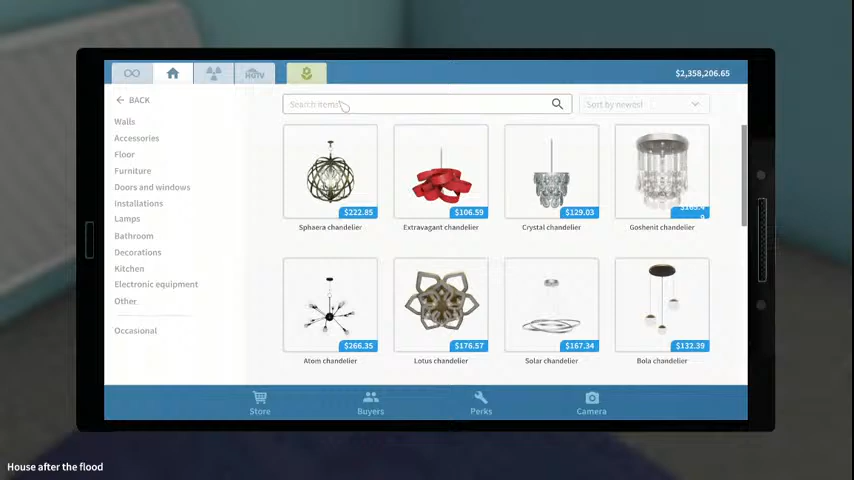 HGTV
$2,358,206.65
BACK
Search items
Sort by newest
Walls
Accessories
Floor
Furniture
Doors and windows
Installations
Lamps
Bathroom
Decorations
Kitchen
Electronic equipment
Other
Occasional
$222.85
$106.59
$129.03
Sphaera chandelier
Extravagant chandelier
Crystal chandelier
Goshenit chandelier
$266.35
$176.57
$167.34
$132.39
Atom chandelier
Lotus chandelier
Solar chandelier
Bola chandelier
Store
Buyers
Perks
Camera
House after the flood